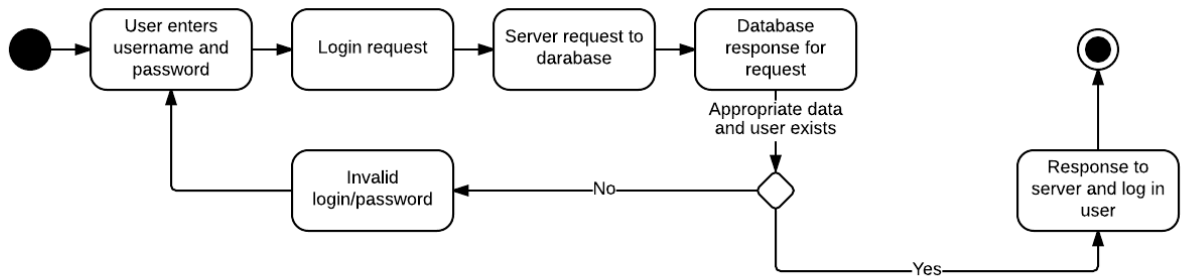 User enters
username and
password
Login request
Server request to
darabase
Database
response for
request
Appropriate data
and user exists
Invalid
login/password
No
Response to
server and log in
user
Yes